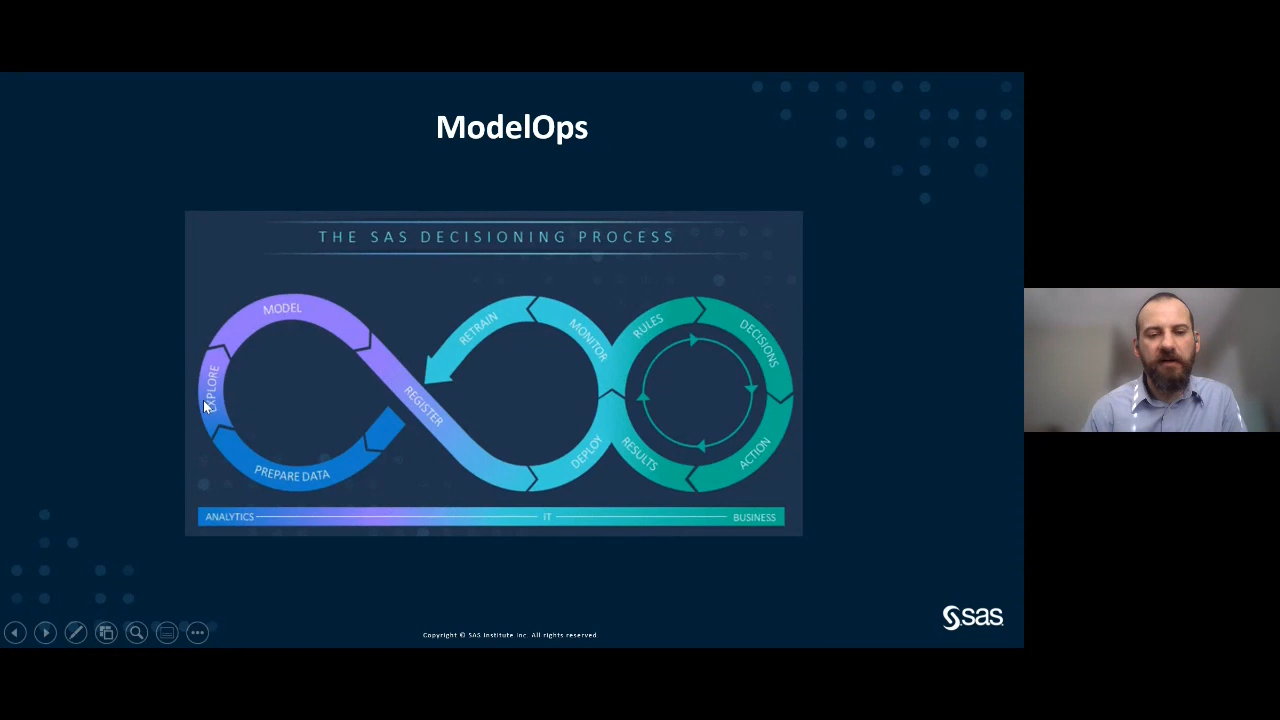 ModelOps
THE SAS DECISIONING PROCESS
MODEL
EXPLORE
PREPARE DATA
REGISTER
RETRAIN
MONITOR
DEPLOY
RULES
DECISIONS
ACTION
RESULTS
ANALYTICS
IT
BUSINESS
Copyright © SAS Institute Inc. All rights reserved.
sas